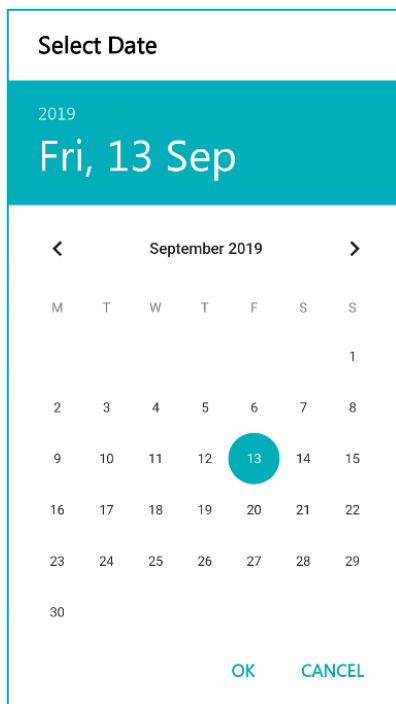 Select Date
2019
Fri, 13 Sep
September 2019
M T W T F S S
1
2 3 4 5 6 7 8
9 10 11 12 13 14 15
16 17 18 19 20 21 22
23 24 25 26 27 28 29
30
OK CANCEL